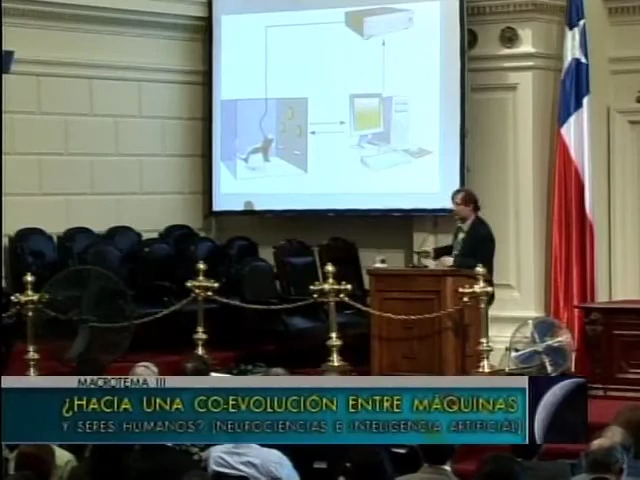 MACROTEMA III
¿HACIA UNA CO-EVOLUCIÓN ENTRE MÁQUINAS
Y SERES HUMANOS? (NEUROCIENCIAS E INTELIGENCIA ARTIFICIAL)